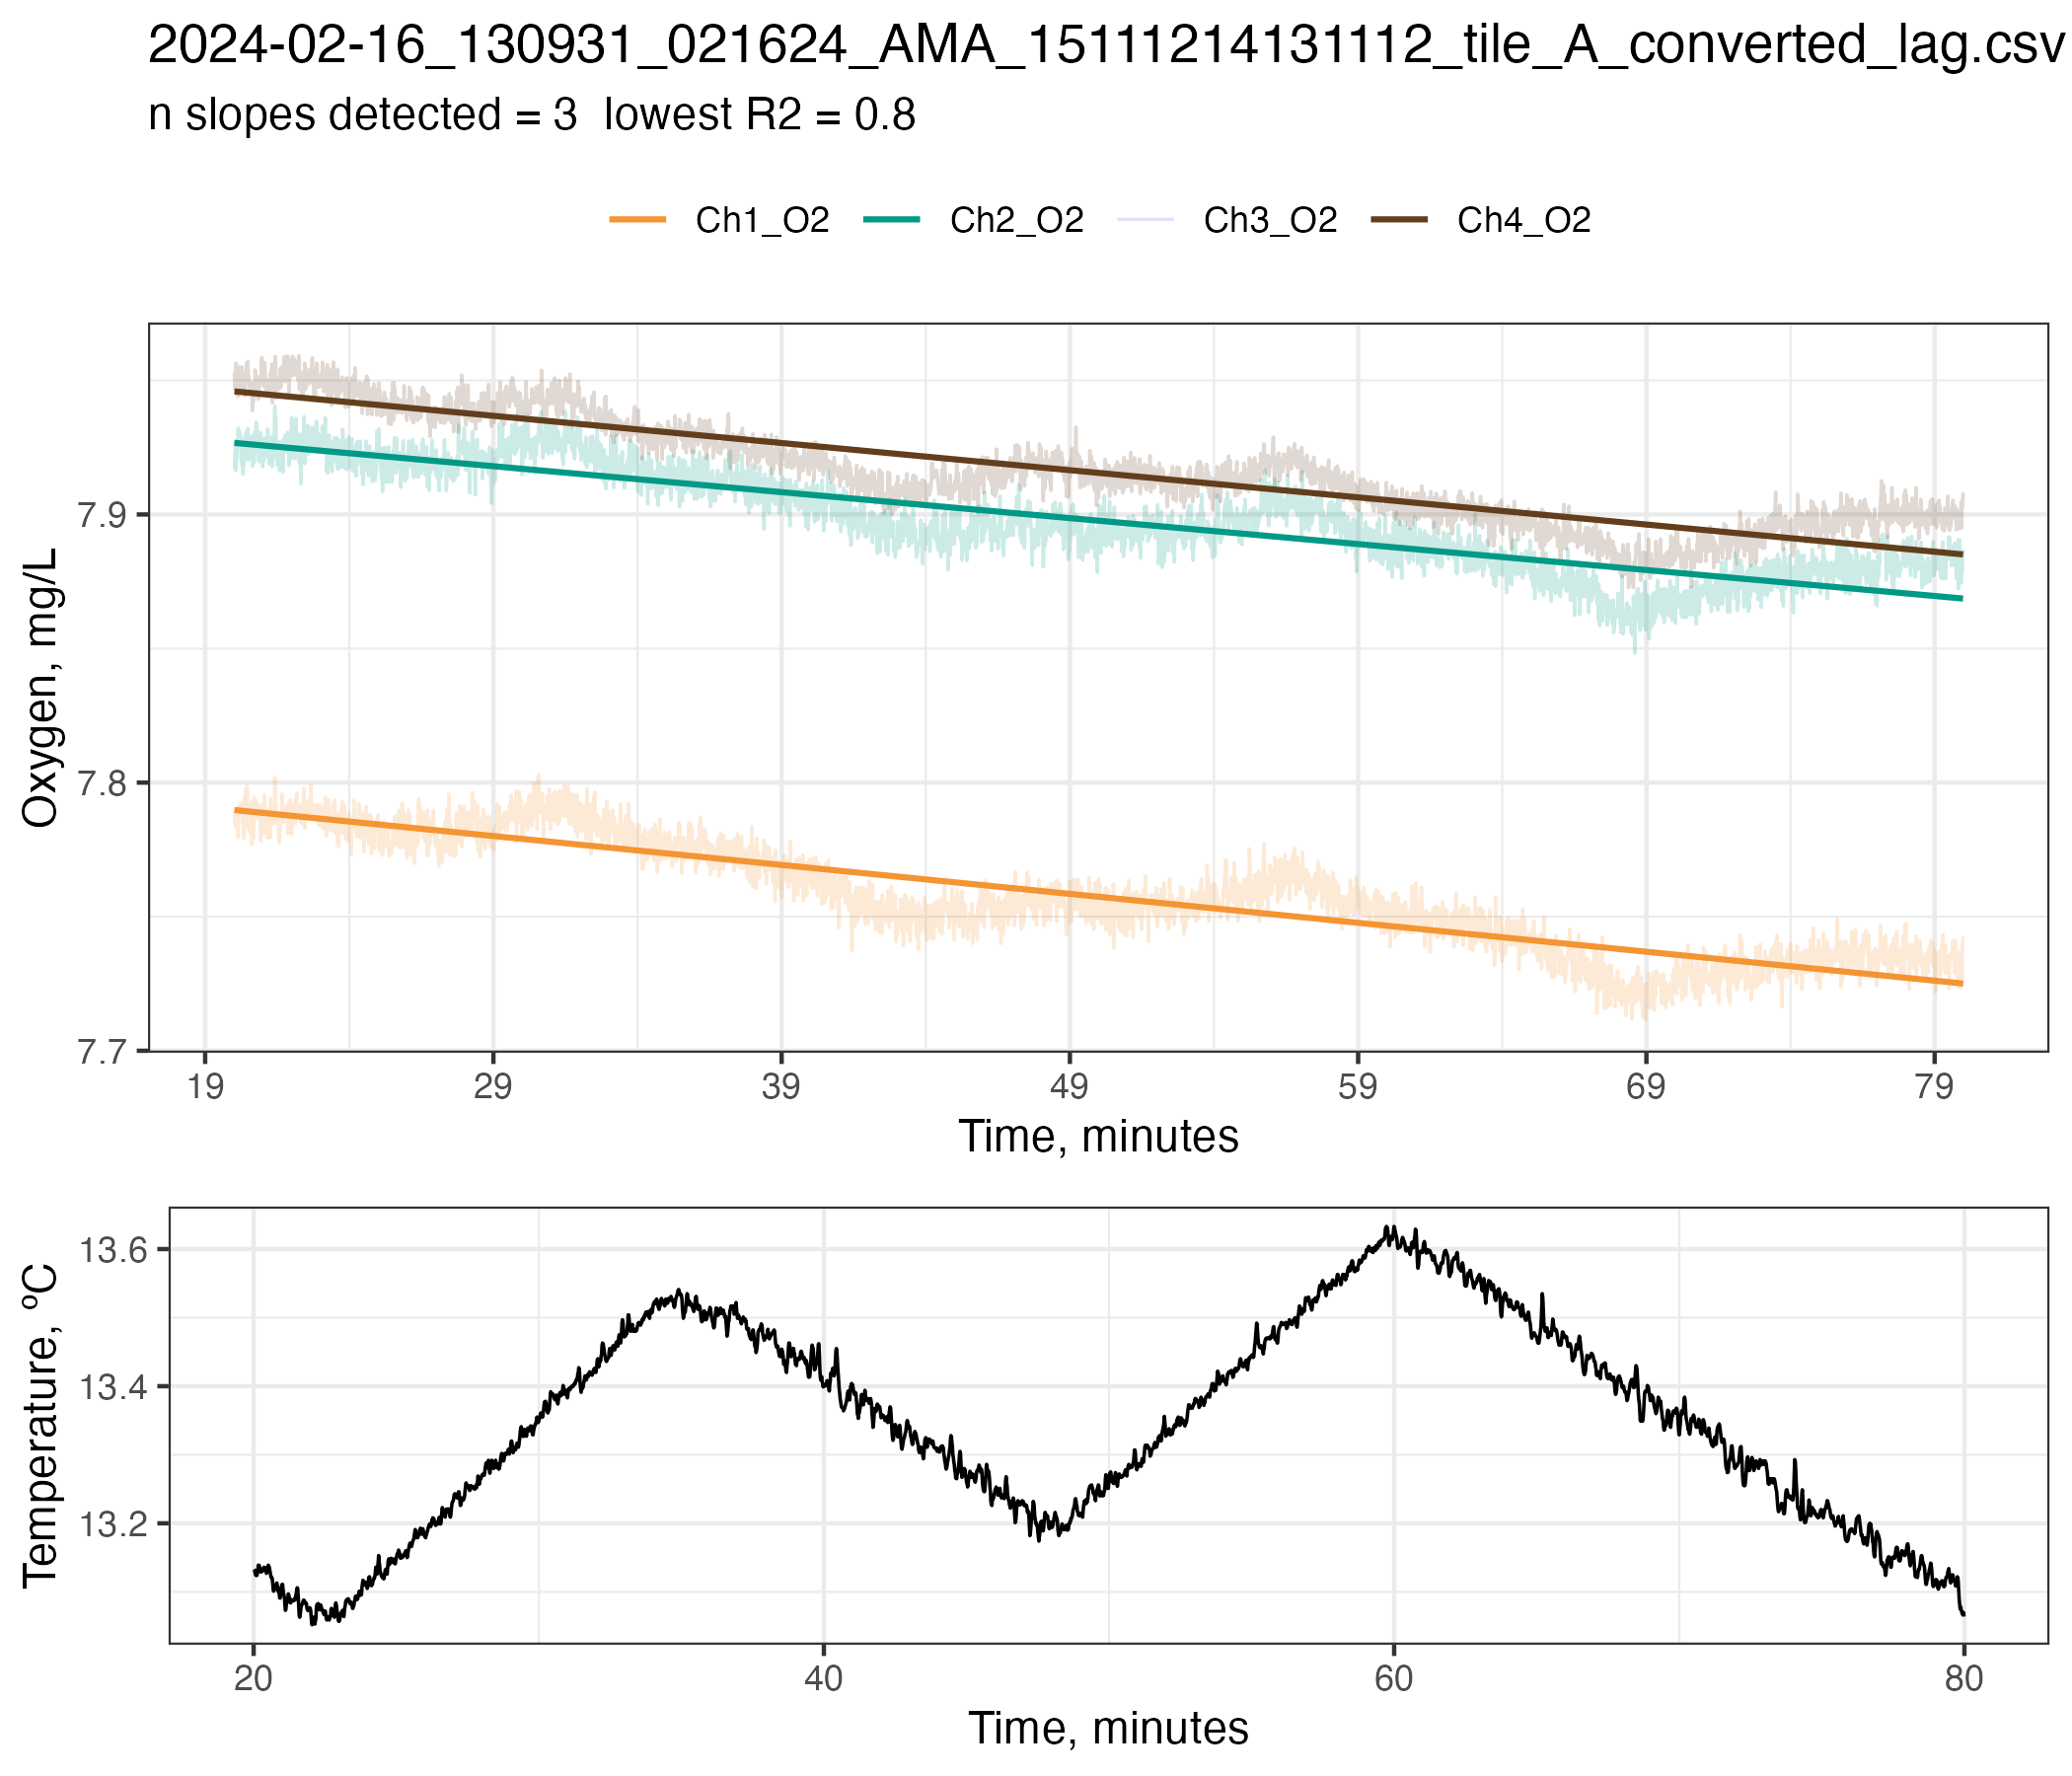 2024-02-16_130931_021624_AMA_15111214131112_tile_A_converted_lag.csv
n slopes detected = 3  lowest R2 = 0.8
Ch1_O2 Ch2_O2 Ch3_O2 Ch4_O2
Oxygen, mg/L
7.9
7.8
7.7
19 29 39 49 59 69 79
Time, minutes
Temperature, ºC
13.6
13.4
13.2
20 40 60 80
Time, minutes